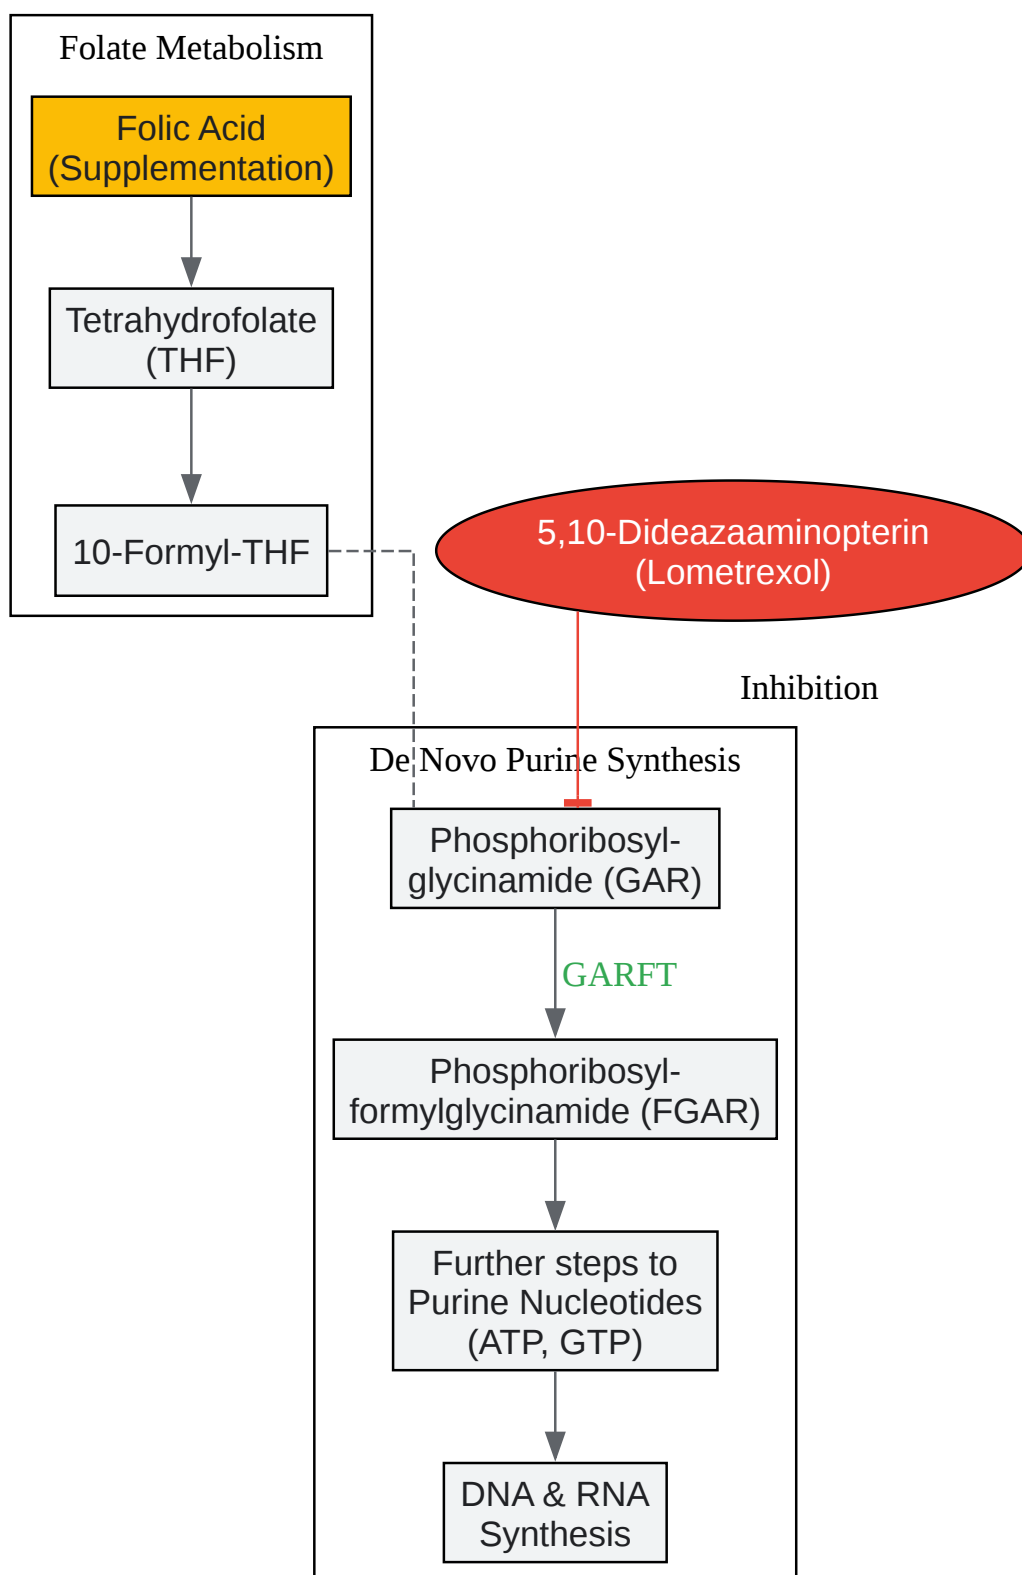 Folate Metabolism
Folic Acid
(Supplementation)
Tetrahydrofolate
(THF)
10-Formyl-THF
5,10-Dideazaaminopterin
(Lometrexol)
Inhibition
De Novo Purine Synthesis
Phosphoribosyl-
glycinamide (GAR)
GARFT
Phosphoribosyl-
formylglycinamide (FGAR)
Further steps to
Purine Nucleotides
(ATP, GTP)
DNA & RNA
Synthesis